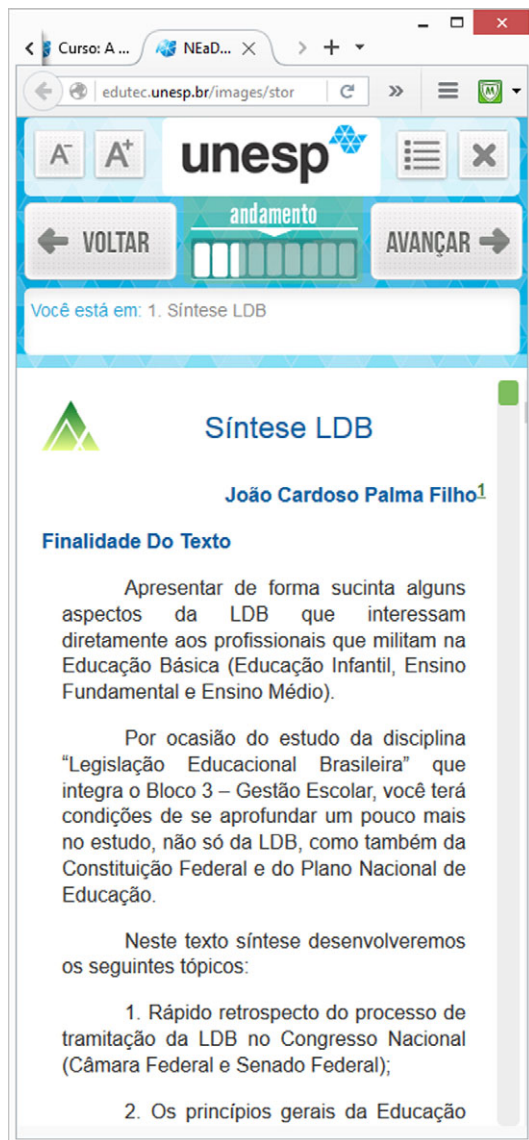 Curso: A ...
NEaD...
edutec.unesp.br/images/stor
A-
A+
unesp
VOLTAR
andamento
AVANÇAR
Você está em: 1. Síntese LDB
Síntese LDB
João Cardoso Palma Filho1
Finalidade Do Texto
Apresentar de forma sucinta alguns
aspectos da LDB que interessam
diretamente aos profissionais que militam na
Educação Básica (Educação Infantil, Ensino
Fundamental e Ensino Médio).
Por ocasião do estudo da disciplina
“Legislação Educacional Brasileira” que
integra o Bloco 3 – Gestão Escolar, você terá
condições de se aprofundar um pouco mais
no estudo, não só da LDB, como também da
Constituição Federal e do Plano Nacional de
Educação.
Neste texto síntese desenvolveremos
os seguintes tópicos:
1. Rápido retrospecto do processo de
tramitação da LDB no Congresso Nacional
(Câmara Federal e Senado Federal);
2. Os princípios gerais da Educação